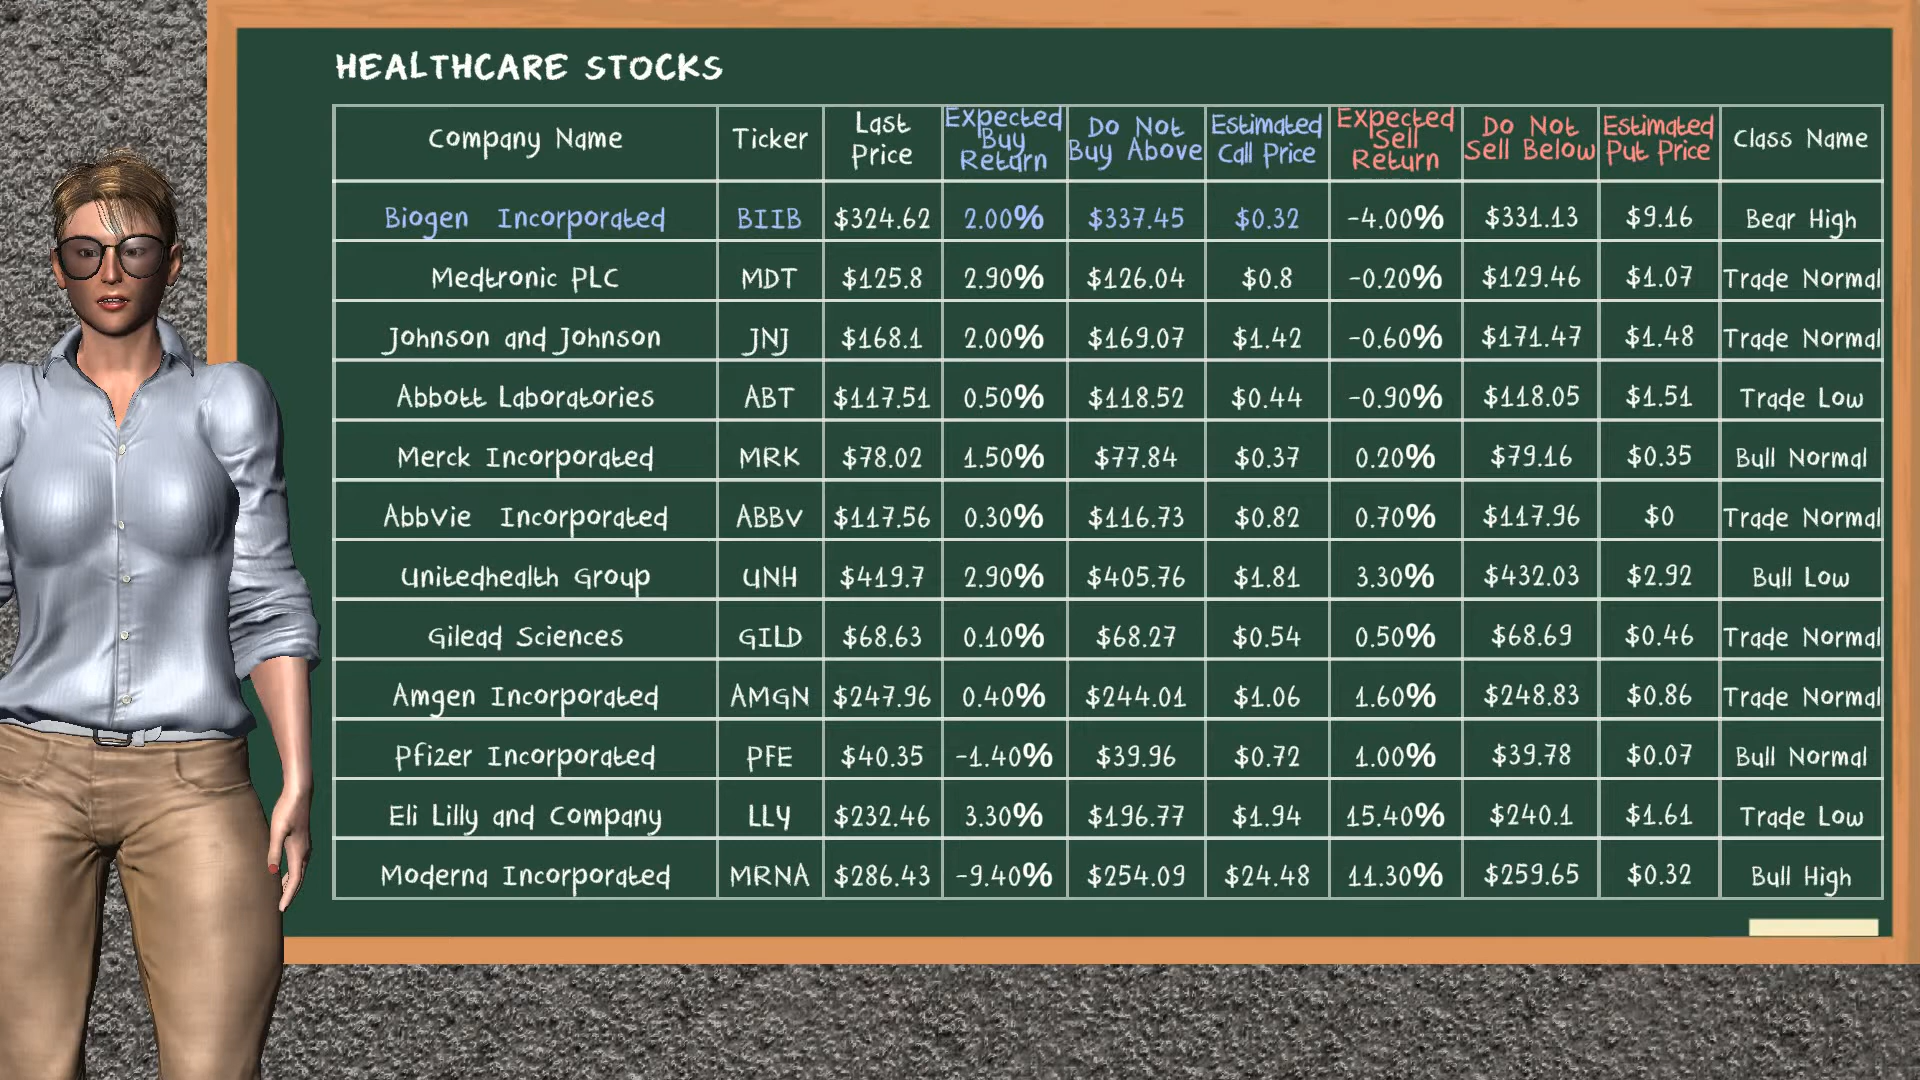 HEALTHCARE STOCKS
Company Name Ticker Last Price Expected Buy Return Do Not Buy Above Estimated Call Price Expected Sell Return Do Not Sell Below Estimated Put Price Class Name
Biogen Incorporated BIIB $324.62 2.00% $337.45 $0.32 -4.00% $331.13 $9.16 Bear High
Medtronic PLC MDT $125.8 2.90% $126.04 $0.8 -0.20% $129.46 $1.07 Trade Normal
Johnson and Johnson JNJ $168.1 2.00% $169.07 $1.42 -0.60% $171.47 $1.48 Trade Normal
Abbott Laboratories ABT $117.51 0.50% $118.52 $0.44 -0.90% $118.05 $1.51 Trade Low
Merck Incorporated MRK $78.02 1.50% $77.84 $0.37 0.20% $79.16 $0.35 Bull Normal
AbbVie Incorporated ABBV $117.56 0.30% $116.73 $0.82 0.70% $117.96 $0 Trade Normal
Unitedhealth Group UNH $419.7 2.90% $405.76 $1.81 3.30% $432.03 $2.92 Bull Low
Gilead Sciences GILD $68.63 0.10% $68.27 $0.54 0.50% $68.69 $0.46 Trade Normal
Amgen Incorporated AMGN $247.96 0.40% $244.01 $1.06 1.60% $248.83 $0.86 Trade Normal
Pfizer Incorporated PFE $40.35 -1.40% $39.96 $0.72 1.00% $39.78 $0.07 Bull Normal
Eli Lilly and Company LLY $232.46 3.30% $196.77 $1.94 15.40% $240.1 $1.61 Trade Low
Moderna Incorporated MRNA $286.43 -9.40% $254.09 $24.48 11.30% $259.65 $0.32 Bull High